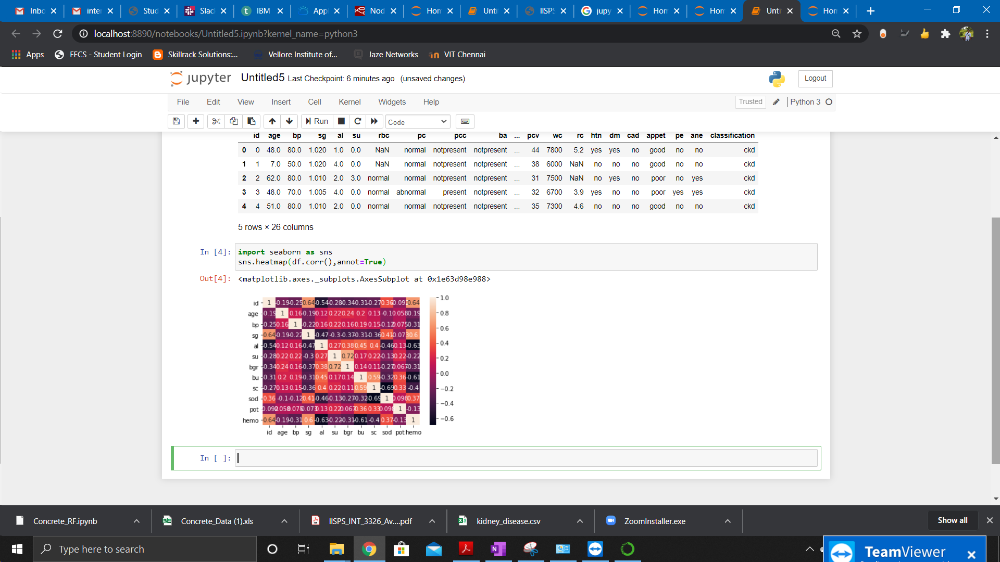 Inbo
inter
Stud
Slac
IBM
Appl
Nod
Hom
Unti
IISPS
jupy
Hom
Hom
Unti
Hom
localhost:8890/notebooks/Untitled5.ipynb?kernel_name=python3
Apps FFCS - Student Login Skillrack Solutions:... Vellore Institute of... Jaze Networks VIT Chennai
jupyter Untitled5 Last Checkpoint: 6 minutes ago (unsaved changes) Logout
File Edit View Insert Cell Kernel Widgets Help Trusted Python 3
Run Code
id age bp sg al su rbc pc pcc ba ... pcv wc rc htn dm cad appet pe ane classification
0 0 48.0 80.0 1.020 1.0 0.0 NaN normal notpresent notpresent ... 44 7800 5.2 yes yes no good no no ckd
1 1 7.0 50.0 1.020 4.0 0.0 NaN normal notpresent notpresent ... 38 6000 NaN no no no good no no ckd
2 2 62.0 80.0 1.010 2.0 3.0 normal normal notpresent notpresent ... 31 7500 NaN no yes no poor no yes ckd
3 3 48.0 70.0 1.005 4.0 0.0 normal abnormal present notpresent ... 32 6700 3.9 yes no no poor yes yes ckd
4 4 51.0 80.0 1.010 2.0 0.0 normal normal notpresent notpresent ... 35 7300 4.6 no no no good no no ckd
5 rows × 26 columns
In [4]: import seaborn as sns
sns.heatmap(df.corr(),annot=True)
Out[4]: <matplotlib.axes._subplots.AxesSubplot at 0x1e63d98e988>
id 1 -0.19 -0.25 0.64 -0.54 -0.28 -0.34 -0.31 -0.27 0.36 0.64
age -0.19 1 0.16 -0.19 0.12 0.22 0.24 0.2 0.13 -0.1 0.058 -0.19
bp -0.25 0.16 1 -0.22 0.16 0.22 0.16 0.19 0.15 -0.12 0.075 -0.31
sg 0.64 -0.19 -0.22 1 -0.47 -0.3 -0.37 -0.31 -0.36 0.41 -0.073 0.6
al -0.54 0.12 0.16 -0.47 1 0.27 0.38 0.45 0.4 -0.46 0.13 -0.63
su -0.28 0.22 0.22 -0.3 0.27 1 0.72 0.17 0.22 -0.13 0.22 -0.22
bgr -0.34 0.24 0.16 -0.37 0.38 0.72 1 0.14 0.11 -0.27 0.067 -0.31
bu -0.31 0.2 0.19 -0.31 0.45 0.17 0.14 1 0.59 -0.32 0.36 -0.61
sc -0.27 0.13 0.15 -0.36 0.4 0.22 0.11 0.59 1 -0.69 0.33 -0.4
sod 0.36 -0.1 -0.12 0.41 -0.46 -0.13 -0.27 -0.32 -0.69 1 0.098 0.37
pot 0.058 0.075 -0.073 0.13 0.22 0.067 0.36 0.33 0.098 1 -0.13
hemo 0.64 -0.19 -0.31 0.6 -0.63 -0.22 -0.31 -0.61 -0.4 0.37 -0.13 1
id age bp sg al su bgr bu sc sod pot hemo
1.0
0.8
0.6
0.4
0.2
0.0
−0.2
−0.4
−0.6
In [ ]:
Concrete_RF.ipynb Concrete_Data (1).xls IISPS_INT_3326_Av....pdf kidney_disease.csv ZoomInstaller.exe Show all
Type here to search
TeamViewer